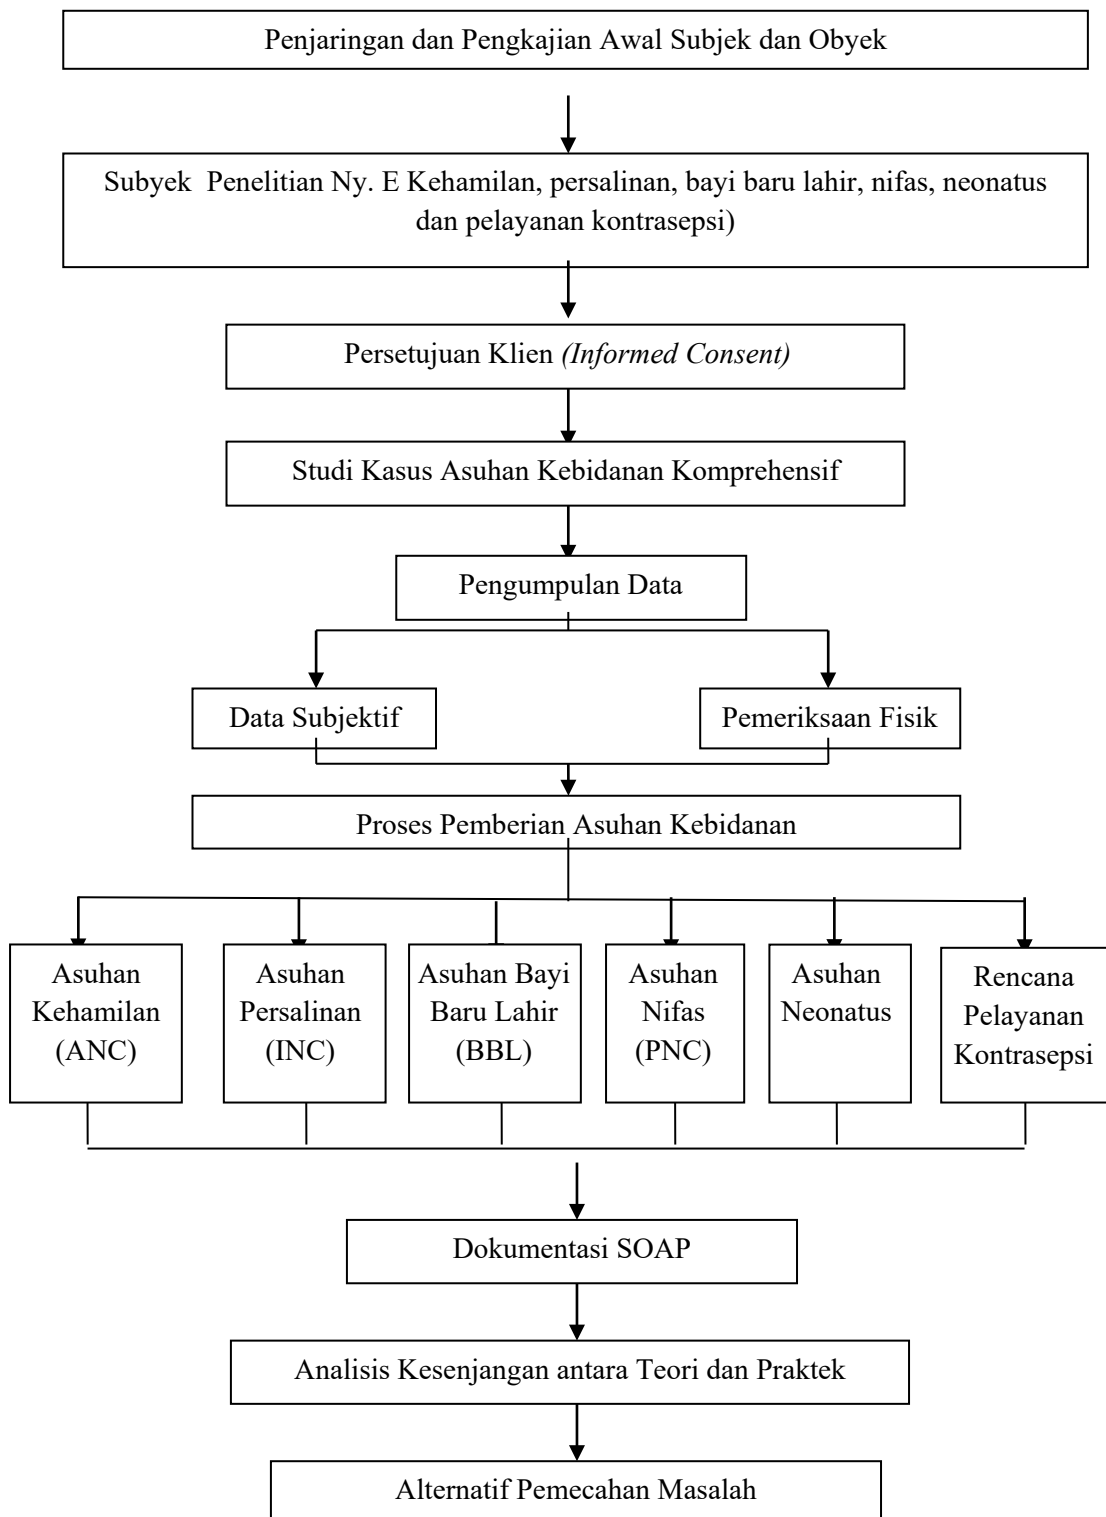 Penjaringan dan Pengkajian Awal Subjek dan Obyek
Subyek Penelitian Ny. E Kehamilan, persalinan, bayi baru lahir, nifas, neonatus
dan pelayanan kontrasepsi)
Persetujuan Klien (Informed Consent)
Studi Kasus Asuhan Kebidanan Komprehensif
Pengumpulan Data
Data Subjektif
Pemeriksaan Fisik
Proses Pemberian Asuhan Kebidanan
Asuhan
Kehamilan
(ANC)
Asuhan
Persalinan
(INC)
Asuhan Bayi
Baru Lahir
(BBL)
Asuhan
Nifas
(PNC)
Asuhan
Neonatus
Rencana
Pelayanan
Kontrasepsi
Dokumentasi SOAP
Analisis Kesenjangan antara Teori dan Praktek
Alternatif Pemecahan Masalah